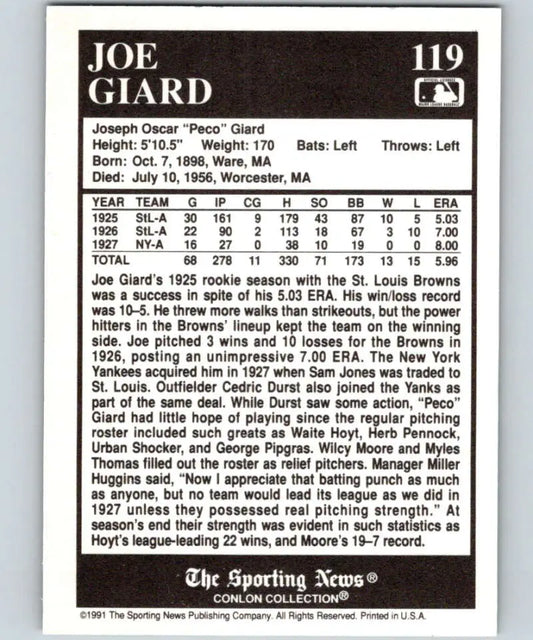 JOE 119
GIARD
Joseph Oscar "Peco" Giard
Height: 5'10.5" Weight: 170 Bats: Left Throws: Left
Born: Oct. 7, 1898, Ware, MA
Died: July 10, 1956, Worcester, MA
YEAR TEAM G IP CG H SO BB W L ERA
1925 StL-A 30 161 9 179 43 87 10 5 5.03
1926 StL-A 22 90 2 113 18 67 3 10 7.00
1927 NY-A 16 27 0 38 10 19 0 0 8.00
TOTAL 68 278 11 330 71 173 13 15 5.96
Joe Giard's 1925 rookie season with the St. Louis Browns
was a success in spite of his 5.03 ERA. His win/loss record
was 10–5. He threw more walks than strikeouts, but the power
hitters in the Browns' lineup kept the team on the winning
side. Joe pitched 3 wins and 10 losses for the Browns in
1926, posting an unimpressive 7.00 ERA. The New York
Yankees acquired him in 1927 when Sam Jones was traded to
St. Louis. Outfielder Cedric Durst also joined the Yanks as
part of the same deal. While Durst saw some action, "Peco"
Giard had little hope of playing since the regular pitching
roster included such greats as Waite Hoyt, Herb Pennock,
Urban Shocker, and George Pipgras. Wilcy Moore and Myles
Thomas filled out the roster as relief pitchers. Manager Miller
Huggins said, "Now I appreciate that batting punch as much
as anyone, but no team would lead its league as we did in
1927 unless they possessed real pitching strength." At
season's end their strength was evident in such statistics as
Hoyt's league-leading 22 wins, and Moore's 19–7 record.
The Sporting News®
CONLON COLLECTION®
©1991 The Sporting News Publishing Company. All Rights Reserved. Printed in U.S.A.